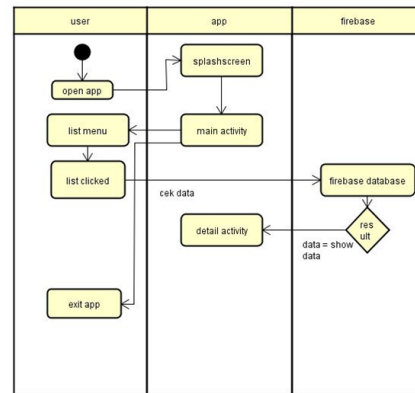 user
app
firebase
splashscreen
open app
list menu
main activity
list clicked
cek data
firebase database
detail activity
res
ult
data = show
data
exit app